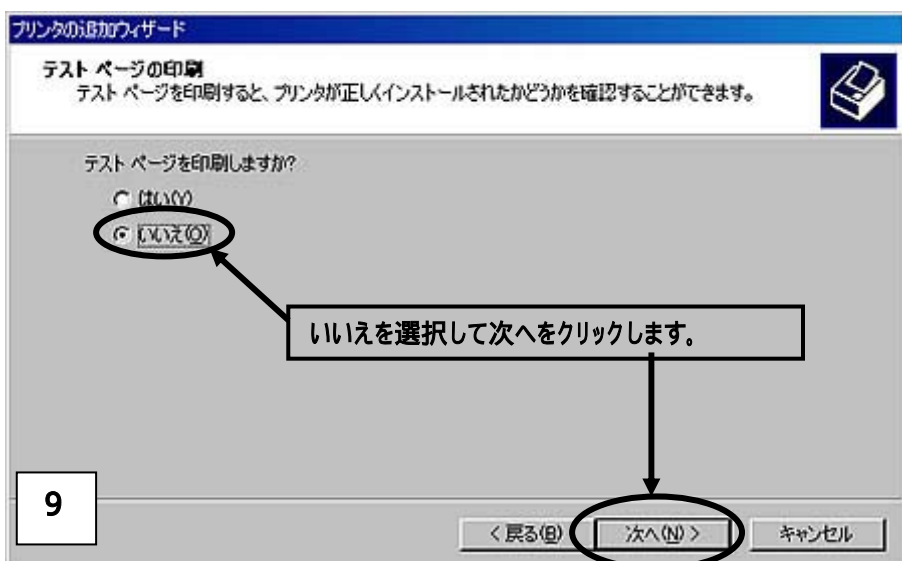 プリンタの追加ウィザード
テスト ページの印刷
テスト ページを印刷すると、プリンタが正しくインストールされたかどうかを確認することができます。
テスト ページを印刷しますか?
はい(Y)
いいえ(O)
いいえを選択して次へをクリックします。
9
< 戻る(B)
次へ(N) >
キャンセル